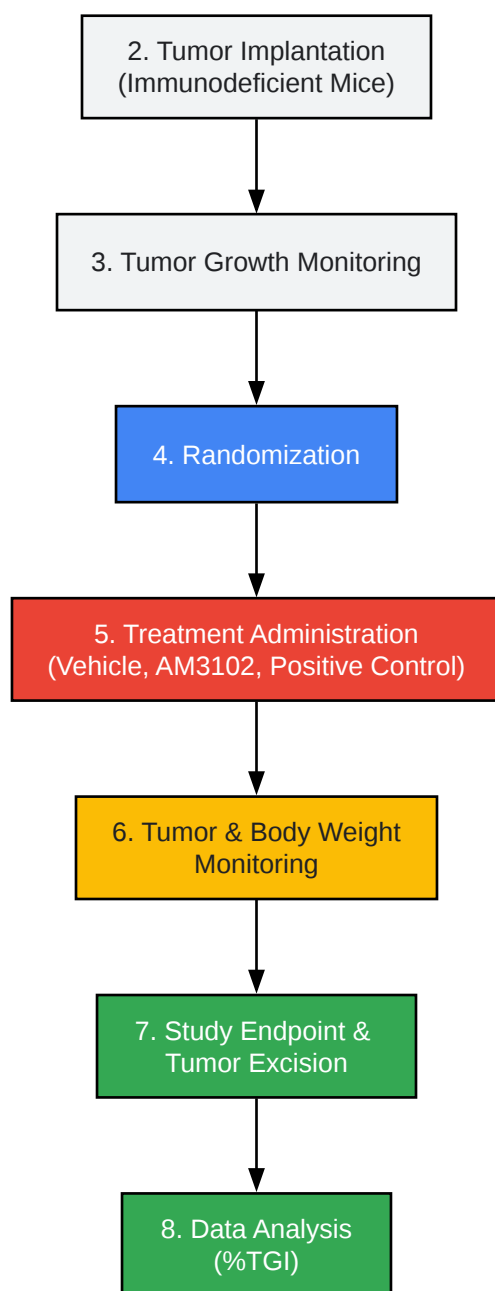 2. Tumor Implantation
(Immunodeficient Mice)
3. Tumor Growth Monitoring
4. Randomization
5. Treatment Administration
(Vehicle, AM3102, Positive Control)
6. Tumor & Body Weight
Monitoring
7. Study Endpoint &
Tumor Excision
8. Data Analysis
(%TGI)